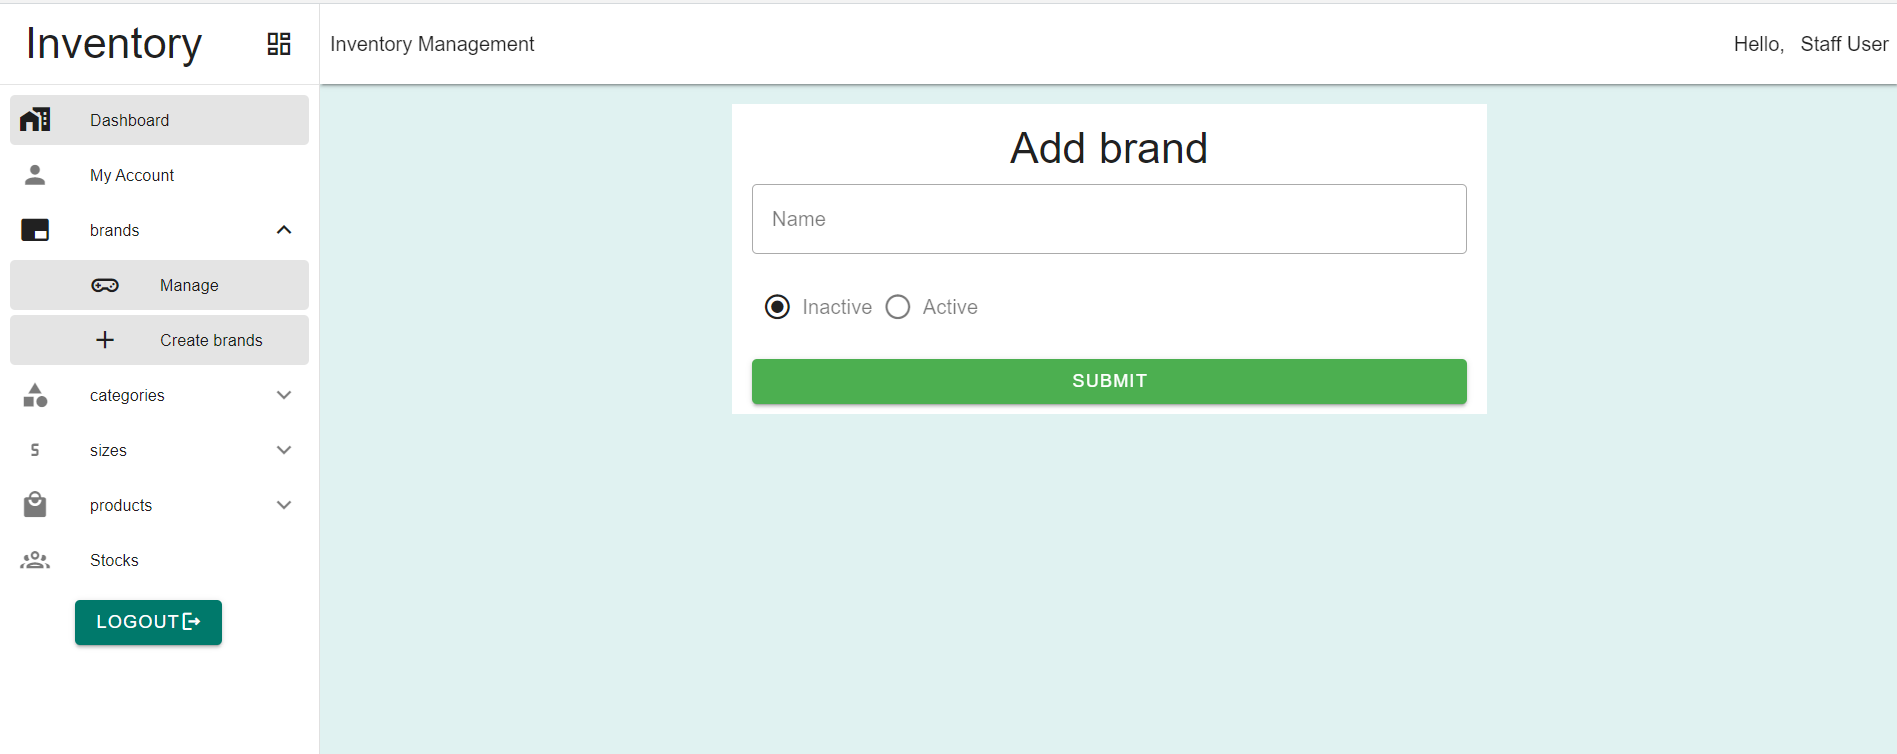 Inventory
Inventory Management
Hello, Staff User
Dashboard
My Account
brands
Manage
Create brands
categories
S sizes
products
Stocks
LOGOUT
Add brand
Name
Inactive Active
SUBMIT